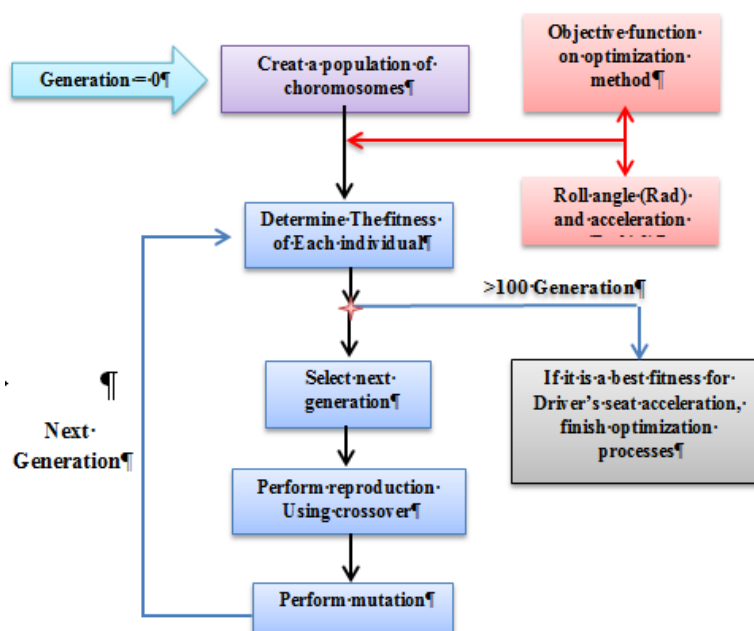 Objective function
on optimization
method¶
Generation = 0¶
Creat a population of
choromosomes¶
Roll angle (Rad)
and acceleration
Determine The fitness
of Each individual¶
>100 Generation¶
¶
Next
Generation¶
Select next
generation¶
If it is a best fitness for
Driver's seat acceleration,
finish optimization
processes¶
Perform reproduction
Using crossover¶
Perform mutation¶